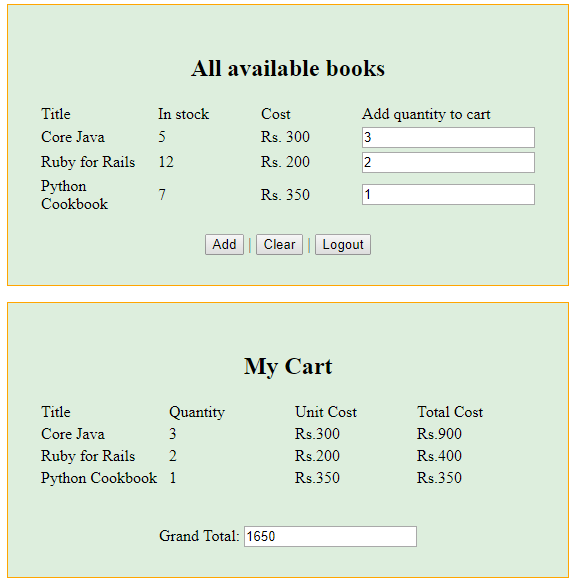 All available books
Title In stock Cost Add quantity to cart
Core Java 5 Rs. 300 3
Ruby for Rails 12 Rs. 200 2
Python Cookbook 7 Rs. 350 1
Add | Clear | Logout
My Cart
Title Quantity Unit Cost Total Cost
Core Java 3 Rs.300 Rs.900
Ruby for Rails 2 Rs.200 Rs.400
Python Cookbook 1 Rs.350 Rs.350
Grand Total: 1650